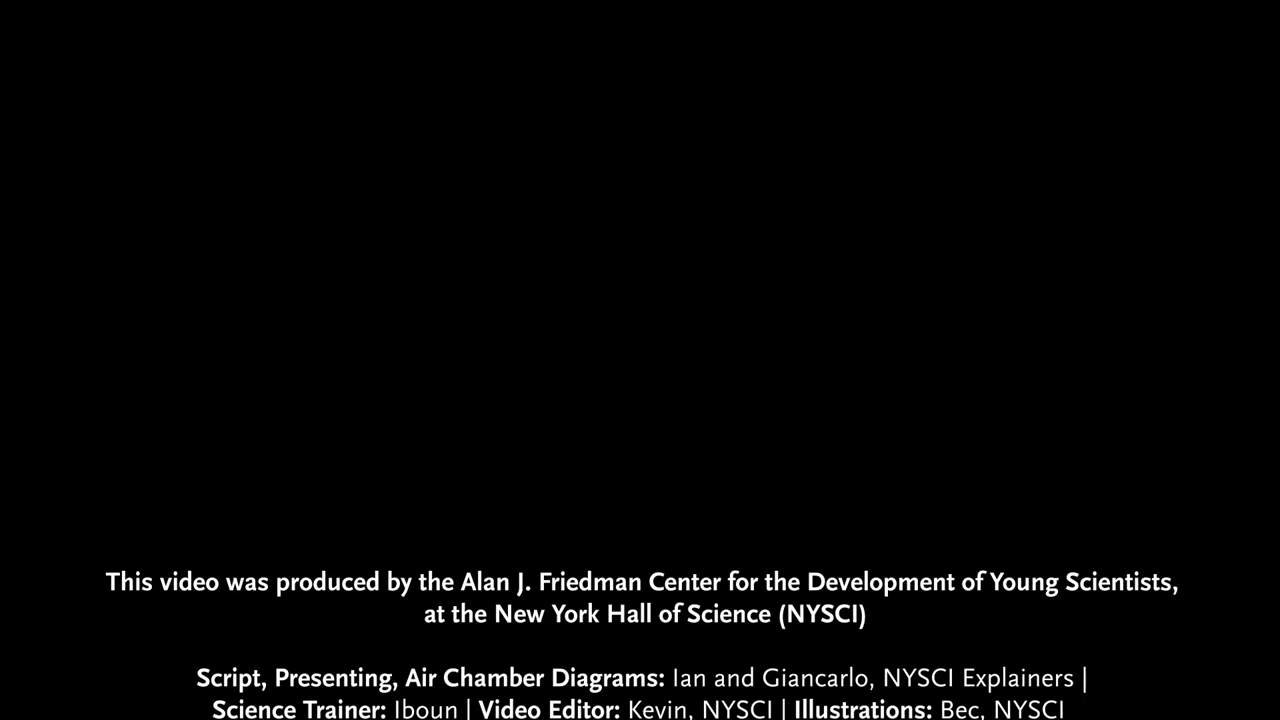 This video was produced by the Alan J. Friedman Center for the Development of Young Scientists,
at the New York Hall of Science (NYSCI)
Script, Presenting, Air Chamber Diagrams: Ian and Giancarlo, NYSCI Explainers |
Science Trainer: Iboun | Video Editor: Kevin, NYSCI | Illustrations: Bec, NYSCI